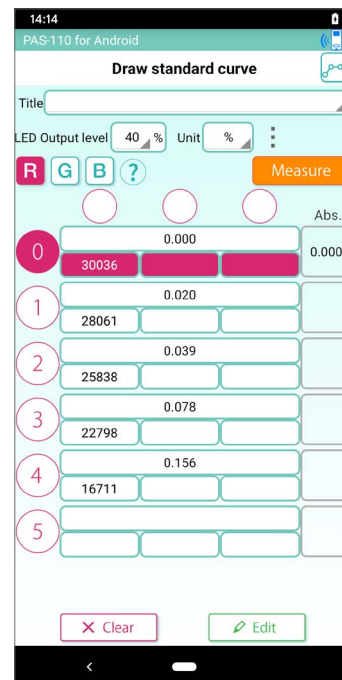 14:14
PAS-110 for Android
Draw standard curve
Title
LED Output level 40 % Unit %
R G B ? Measure
Abs.
0 0.000 0.000
30036
1 0.020
28061
2 0.039
25838
3 0.078
22798
4 0.156
16711
5
× Clear Edit